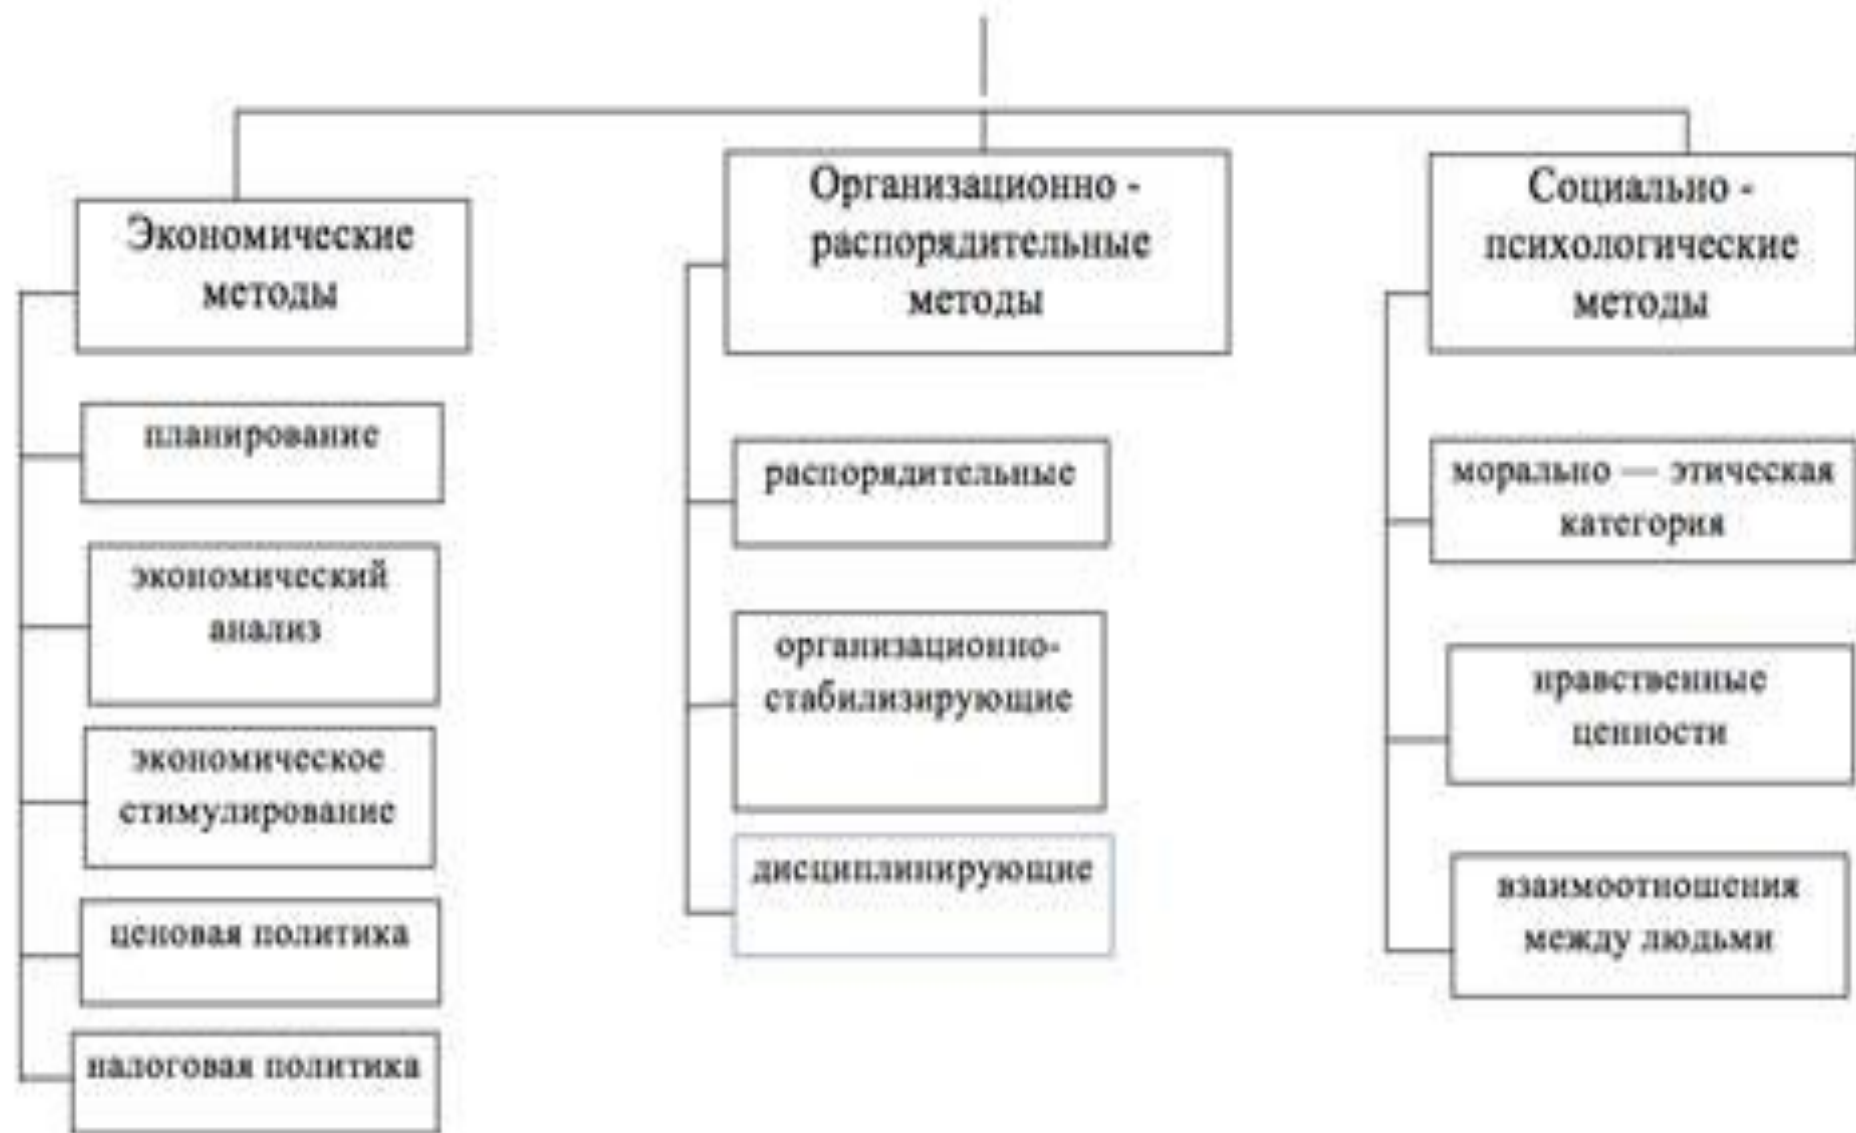 Экономические
методы
планирование
экономический
анализ
экономическое
стимулирование
ценовая политика
налоговая политика
Организационно -
распорядительные
методы
распорядительные
организационно-
стабилизирующие
дисциплинирующие
Социально -
психологические
методы
морально — этическая
категория
нравственные
ценности
взаимоотношения
между людьми